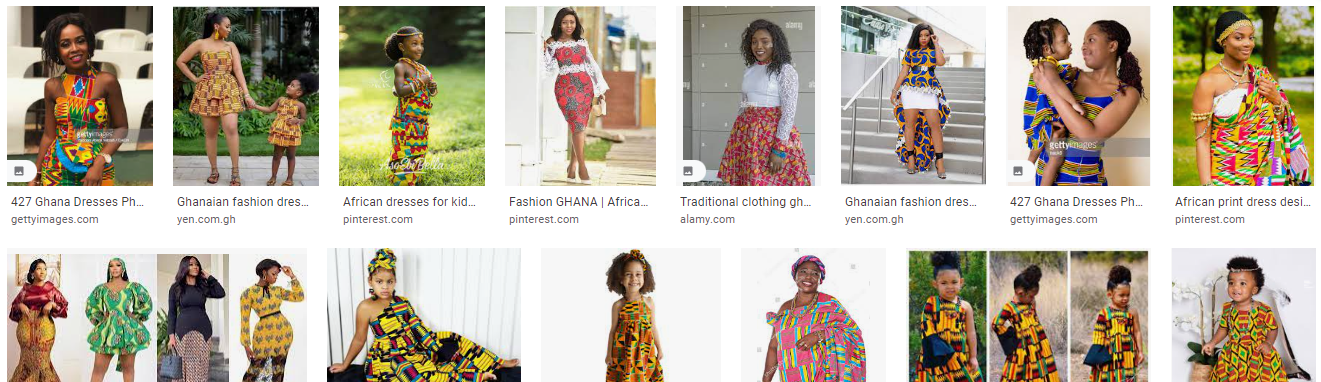 gettyimages
AsoEbiBella
alamy
gettyimages
427 Ghana Dresses Ph...
gettyimages.com
Ghanaian fashion dres...
yen.com.gh
African dresses for kid...
pinterest.com
Fashion GHANA | Africa...
pinterest.com
Traditional clothing gh...
alamy.com
Ghanaian fashion dres...
yen.com.gh
427 Ghana Dresses Ph...
gettyimages.com
African print dress desi...
pinterest.com